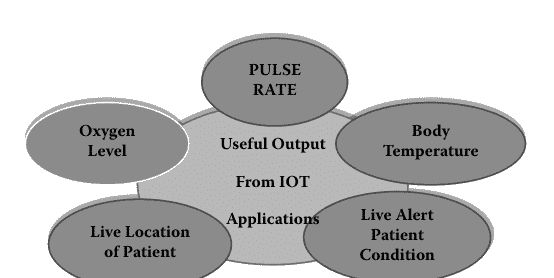 PULSE
RATE
Oxygen
Level
Useful Output
From IOT
Applications
Body
Temperature
Live Location
of Patient
Live Alert
Patient
Condition